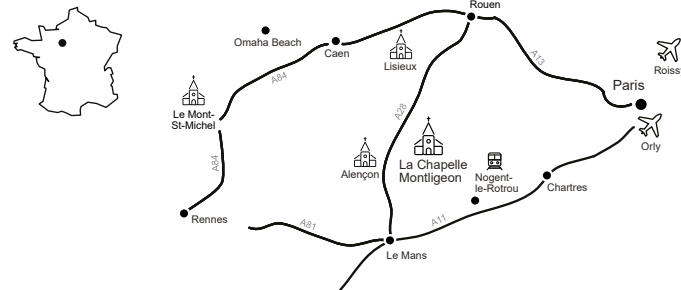 Rouen
Omaha Beach
Caen
Lisieux
A13
Roiss
A84
Paris
Le Mont-
St-Michel
A28
Orly
La Chapelle
Montligeon
A84
Alençon
Nogent-
le-Rotrou
Chartres
Rennes
A81
A11
Le Mans